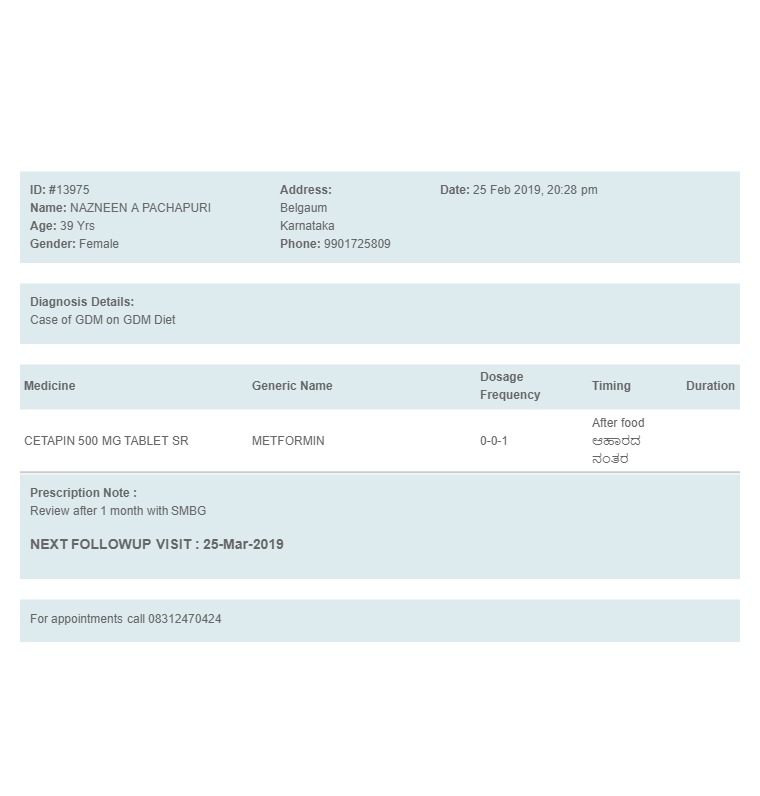 ID: #13975
Name: NAZNEEN A PACHAPURI
Age: 39 Yrs
Gender: Female
Address:
Belgaum
Karnataka
Phone: 9901725809
Date: 25 Feb 2019, 20:28 pm
Diagnosis Details:
Case of GDM on GDM Diet
Medicine Generic Name Dosage Frequency Timing Duration
CETAPIN 500 MG TABLET SR METFORMIN 0-0-1 After food
ಆಹಾರದ
ನಂತರ
Prescription Note :
Review after 1 month with SMBG
NEXT FOLLOWUP VISIT : 25-Mar-2019
For appointments call 08312470424